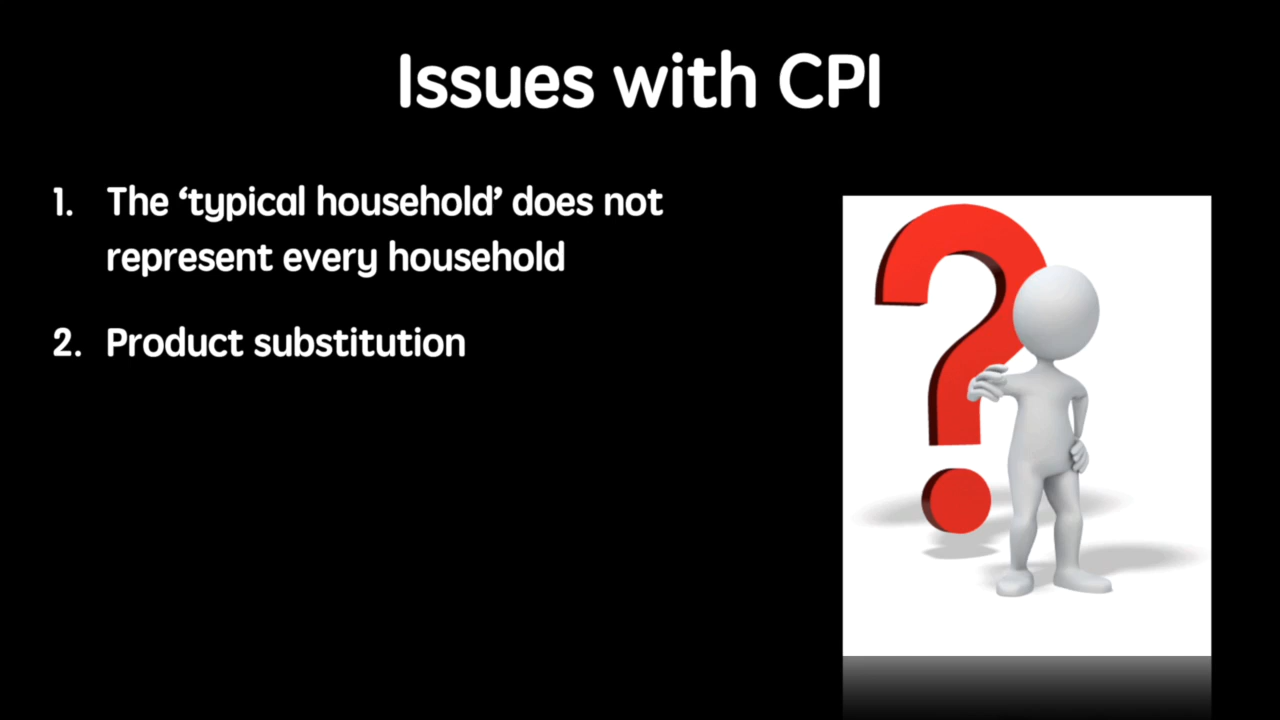 Issues with CPI
1. The ‘typical household’ does not
represent every household
2. Product substitution